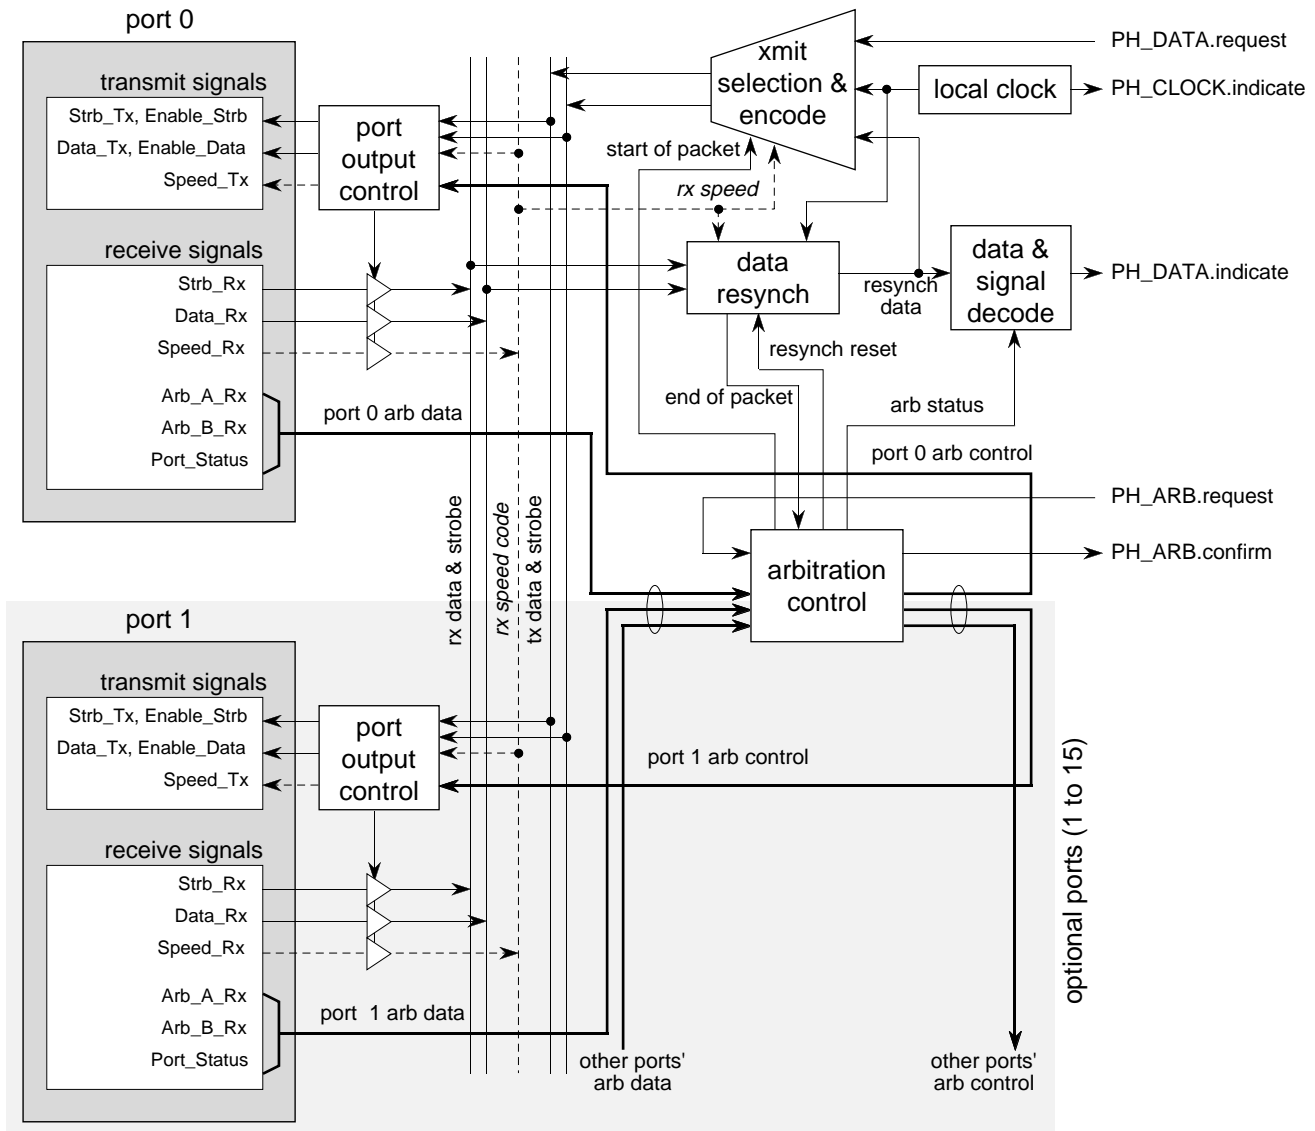 port 0
transmit signals
Strb_Tx, Enable_Strb
Data_Tx, Enable_Data
Speed_Tx
port
output
control
receive signals
Strb_Rx
Data_Rx
Speed_Rx
Arb_A_Rx
Arb_B_Rx
Port_Status
port 0 arb data
xmit
selection &
encode
PH_DATA.request
local clock
PH_CLOCK.indicate
start of packet
rx speed
data
resynch
resynch
data
data &
signal
decode
PH_DATA.indicate
resynch reset
end of packet
arb status
port 0 arb control
PH_ARB.request
PH_ARB.confirm
arbitration
control
rx data & strobe
rx speed code
tx data & strobe
port 1
transmit signals
Strb_Tx, Enable_Strb
Data_Tx, Enable_Data
Speed_Tx
port
output
control
port 1 arb control
receive signals
Strb_Rx
Data_Rx
Speed_Rx
Arb_A_Rx
Arb_B_Rx
Port_Status
port 1 arb data
other ports'
arb data
other ports'
arb control
optional ports (1 to 15)